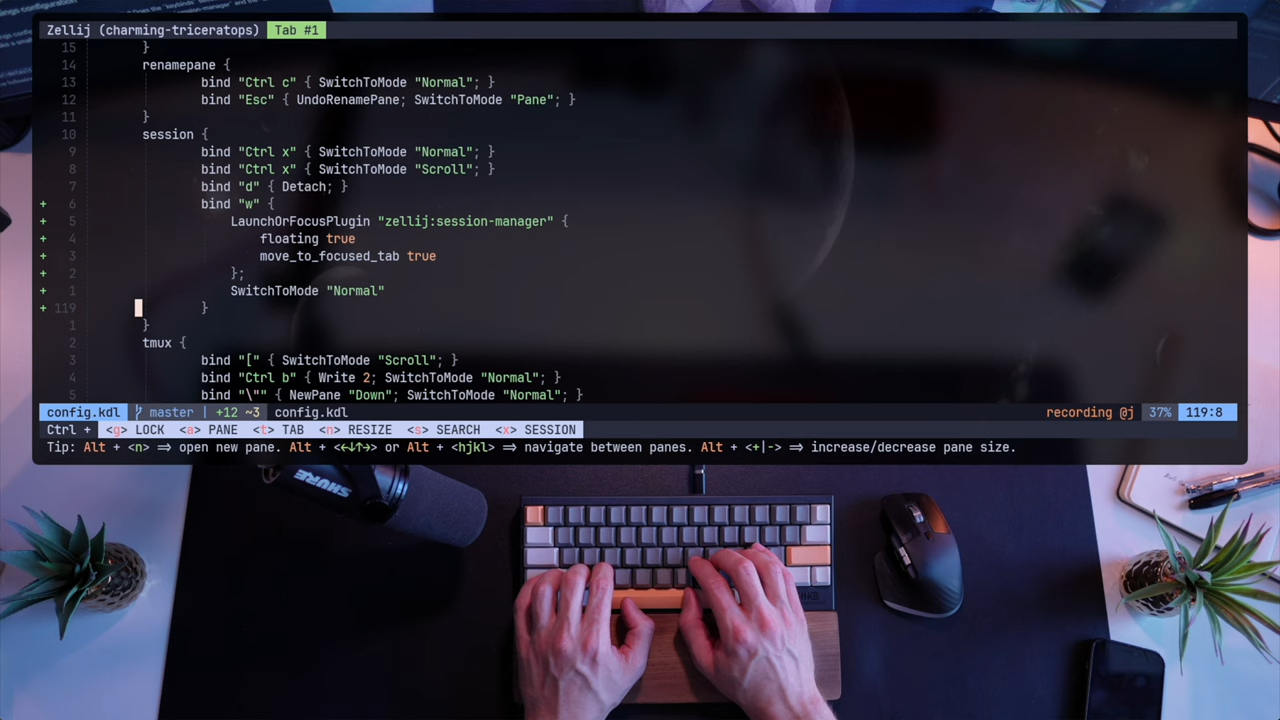 Zellij (charming-triceratops) Tab #1
15 }
14 renamepane {
13 bind "Ctrl c" { SwitchToMode "Normal"; }
12 bind "Esc" { UndoRenamePane; SwitchToMode "Pane"; }
11 }
10 session {
9 bind "Ctrl x" { SwitchToMode "Normal"; }
8 bind "Ctrl x" { SwitchToMode "Scroll"; }
7 bind "d" { Detach; }
+ 6 bind "w" {
+ 5 LaunchOrFocusPlugin "zellij:session-manager" {
+ 4 floating true
+ 3 move_to_focused_tab true
+ 2 };
+ 1 SwitchToMode "Normal"
+ 119 }
1 }
2 tmux {
3 bind "[" { SwitchToMode "Scroll"; }
4 bind "Ctrl b" { Write 2; SwitchToMode "Normal"; }
5 bind "\"" { NewPane "Down"; SwitchToMode "Normal"; }
config.kdl master | +12 ~3 config.kdl recording @j 37% 119:8
Ctrl + <g> LOCK <a> PANE <t> TAB <n> RESIZE <s> SEARCH <x> SESSION
Tip: Alt + <n> => open new pane. Alt + <←↓↑→> or Alt + <hjkl> => navigate between panes. Alt + <+|-> => increase/decrease pane size.
SHURE